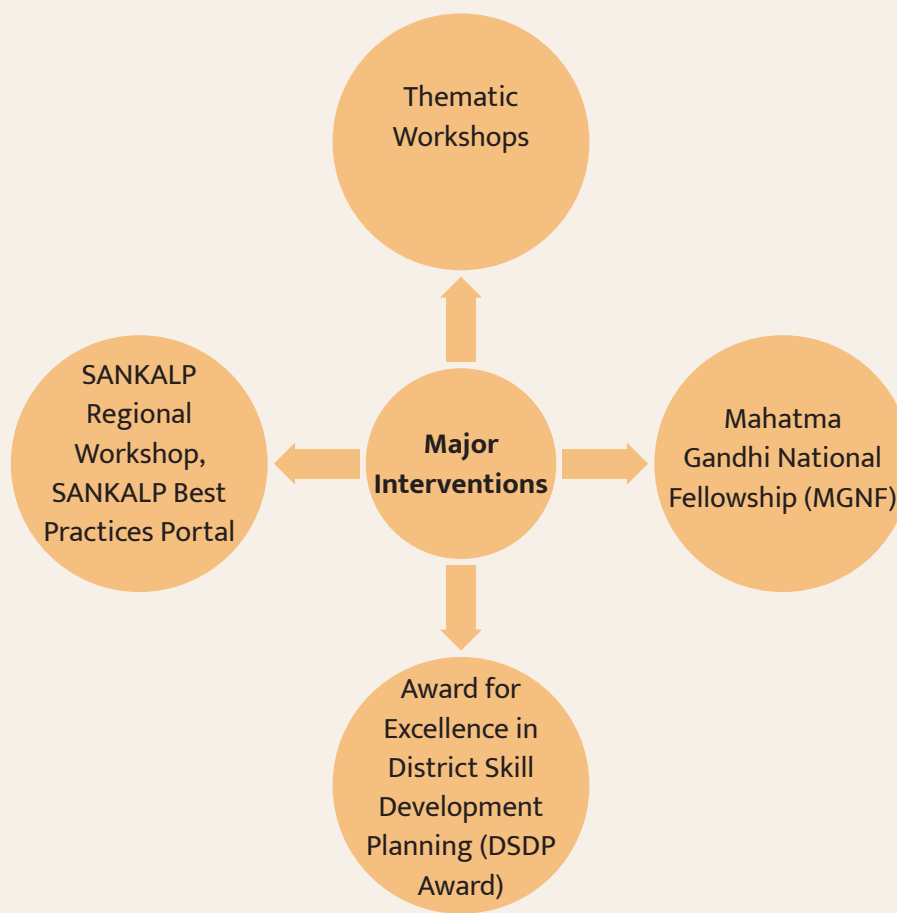 Thematic
Workshops
SANKALP
Regional
Workshop,
SANKALP Best
Practices Portal
Major
Interventions
Mahatma
Gandhi National
Fellowship (MGNF)
Award for
Excellence in
District Skill
Development
Planning (DSDP
Award)